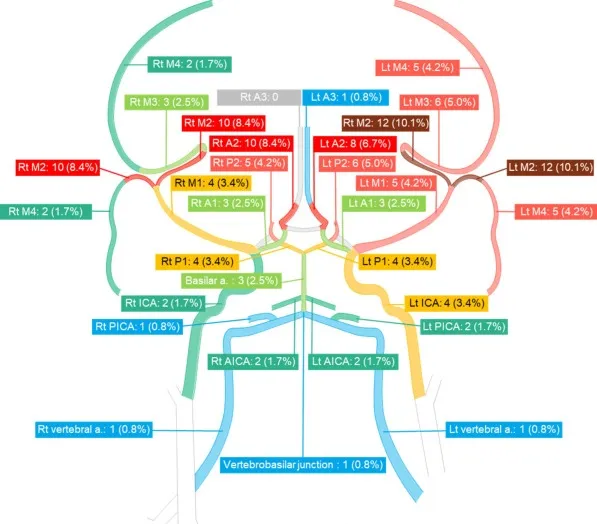 Rt M4: 2 (1.7%)
Lt M4: 5 (4.2%)
Rt M3: 3 (2.5%)
Rt A3: 0
Lt A3: 1 (0.8%)
Lt M3: 6 (5.0%)
Rt M2: 10 (8.4%)
Lt M2: 12 (10.1%)
Rt A2: 10 (8.4%)
Lt A2: 8 (6.7%)
Rt M2: 10 (8.4%)
Rt P2: 5 (4.2%)
Lt P2: 6 (5.0%)
Lt M2: 12 (10.1%)
Rt M1: 4 (3.4%)
Lt M1: 5 (4.2%)
Rt A1: 3 (2.5%)
Lt A1: 3 (2.5%)
Rt M4: 2 (1.7%)
Lt M4: 5 (4.2%)
Rt P1: 4 (3.4%)
Lt P1: 4 (3.4%)
Basilar a. : 3 (2.5%)
Rt ICA: 2 (1.7%)
Lt ICA: 4 (3.4%)
Rt PICA: 1 (0.8%)
Lt PICA: 2 (1.7%)
Rt AICA: 2 (1.7%)
Lt AICA: 2 (1.7%)
Rt vertebral a.: 1 (0.8%)
Lt vertebral a.: 1 (0.8%)
Vertebrobasilar junction : 1 (0.8%)